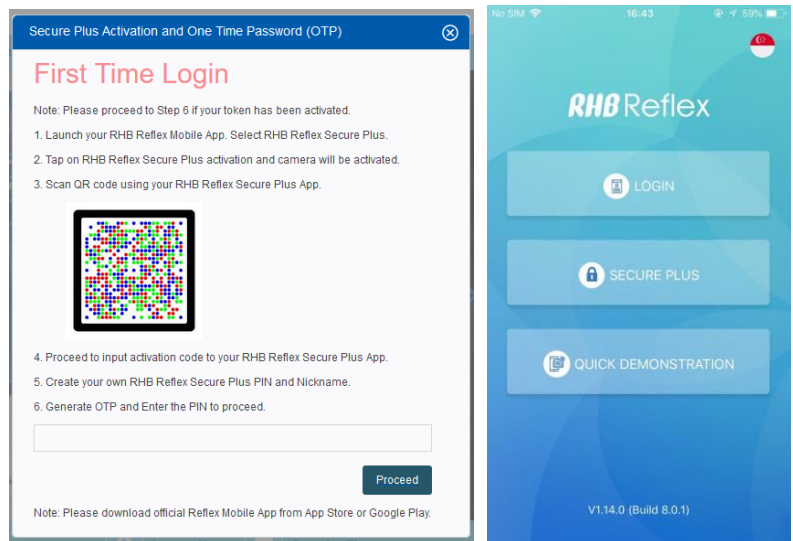 Secure Plus Activation and One Time Password (OTP)
First Time Login
Note: Please proceed to Step 6 if your token has been activated.
1. Launch your RHB Reflex Mobile App. Select RHB Reflex Secure Plus.
2. Tap on RHB Reflex Secure Plus activation and camera will be activated.
3. Scan QR code using your RHB Reflex Secure Plus App.
4. Proceed to input activation code to your RHB Reflex Secure Plus App.
5. Create your own RHB Reflex Secure Plus PIN and Nickname.
6. Generate OTP and Enter the PIN to proceed.
Proceed
Note: Please download official Reflex Mobile App from App Store or Google Play.
No SIM 16:43 59%
RHB Reflex
LOGIN
SECURE PLUS
QUICK DEMONSTRATION
V1.14.0 (Build 8.0.1)